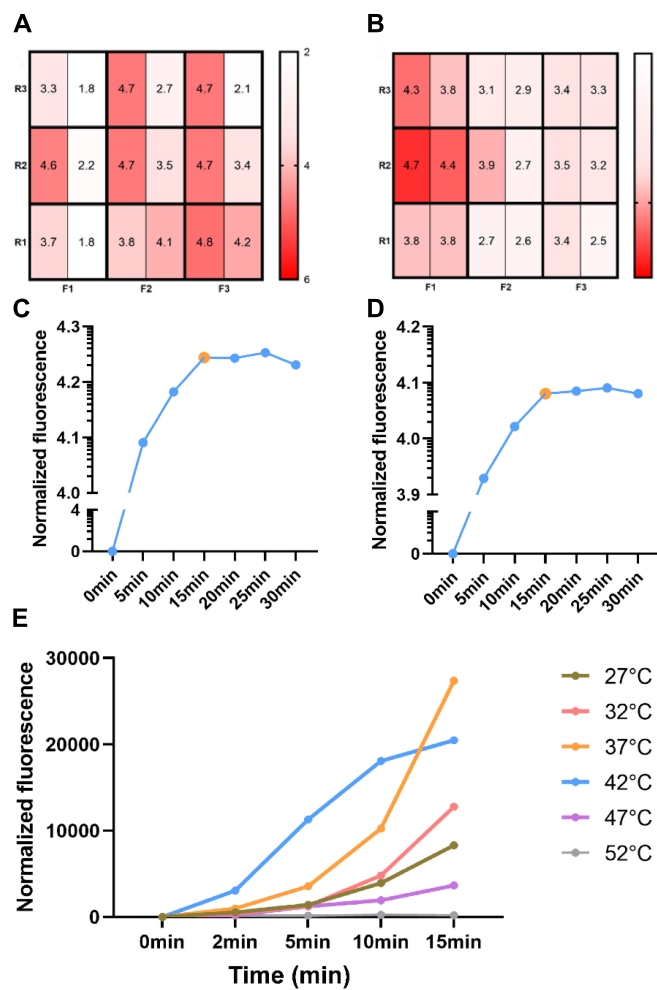 A
R3 3.3 1.8 4.7 2.7 4.7 2.1
R2 4.6 2.2 4.7 3.5 4.7 3.4
R1 3.7 1.8 3.8 4.1 4.8 4.2
F1 F2 F3
2
4
6
B
R3 4.3 3.8 3.1 2.9 3.4 3.3
R2 4.7 4.4 3.9 2.7 3.5 3.2
R1 3.8 3.8 2.7 2.6 3.4 2.5
F1 F2 F3
C
Normalized fluorescence
4.3
4.2
4.1
4.0
4
0
0min 5min 10min 15min 20min 25min 30min
D
Normalized fluorescence
4.2
4.1
4.0
3.9
0
0min 5min 10min 15min 20min 25min 30min
E
Normalized fluorescence
30000
20000
10000
0
0min 2min 5min 10min 15min
Time (min)
27°C
32°C
37°C
42°C
47°C
52°C